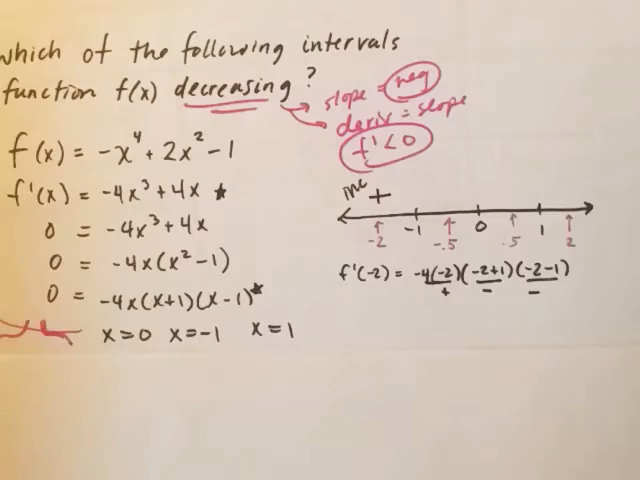 which of the following intervals
function f(x) decreasing?
slope = neg
deriv = slope
f' < 0
f(x) = -x⁴ + 2x² - 1
f'(x) = -4x³ + 4x ★
0 = -4x³ + 4x
0 = -4x(x² - 1)
0 = -4x(x+1)(x-1)★
x=0 x=-1 x=1
inc +
-1 0 1
-2 -.5 .5 2
f'(-2) = -4(-2)(-2+1)(-2-1)
+ - -